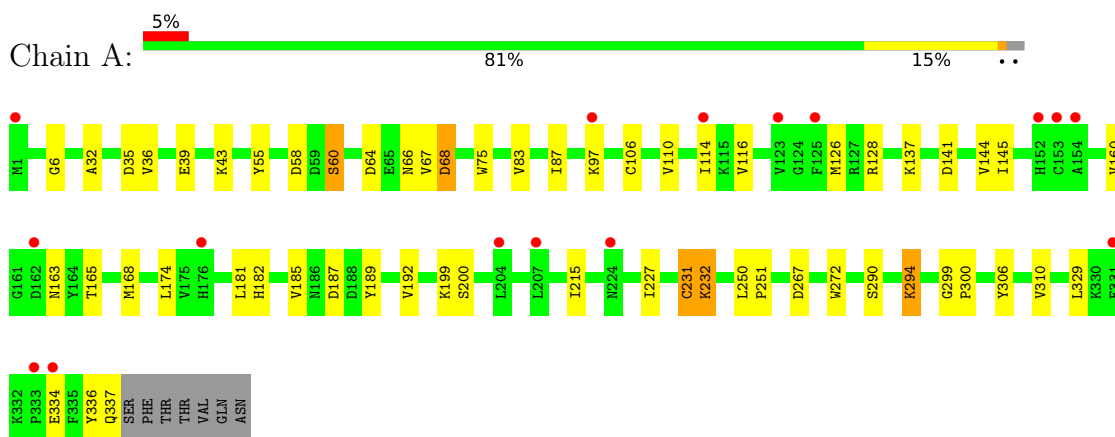 5%
Chain A:
81% 15% • •
M1 G6 A32 D35 V36 E39 K43 Y55 D58 D59 S60 D64 E65 N66 V67 D68 W75 V83 I87 K97 C106 V110 I114 K115 V116 V123 G124 F125 M126 R127 R128 K137 D141 V144 I145 H152 C153 A154 V160
G161 D162 N163 Y164 T165 M168 L174 V175 H176 L181 H182 V185 N186 D187 D188 Y189 V192 K199 S200 L204 L207 I215 N224 I227 C231 K232 L250 P251 D267 W272 S290 K294 G299 P300 Y306 V310 L329 K330
K332 P333 E334 F335 Y336 Q337 SER PHE THR THR VAL GLN ASN